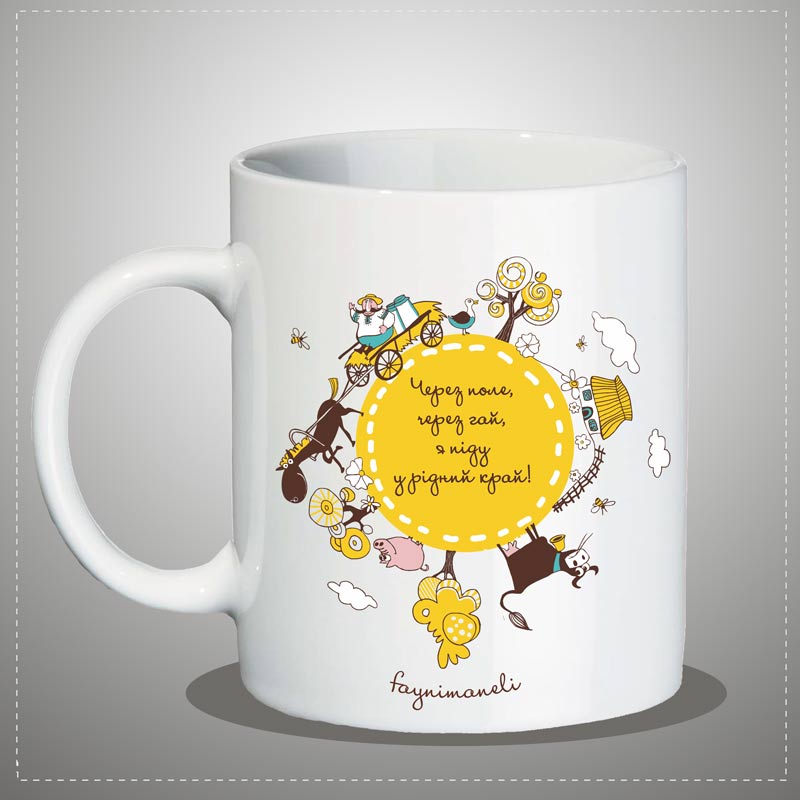 Через поле,
через гай,
я піду
у рідний край!
faynimaneli